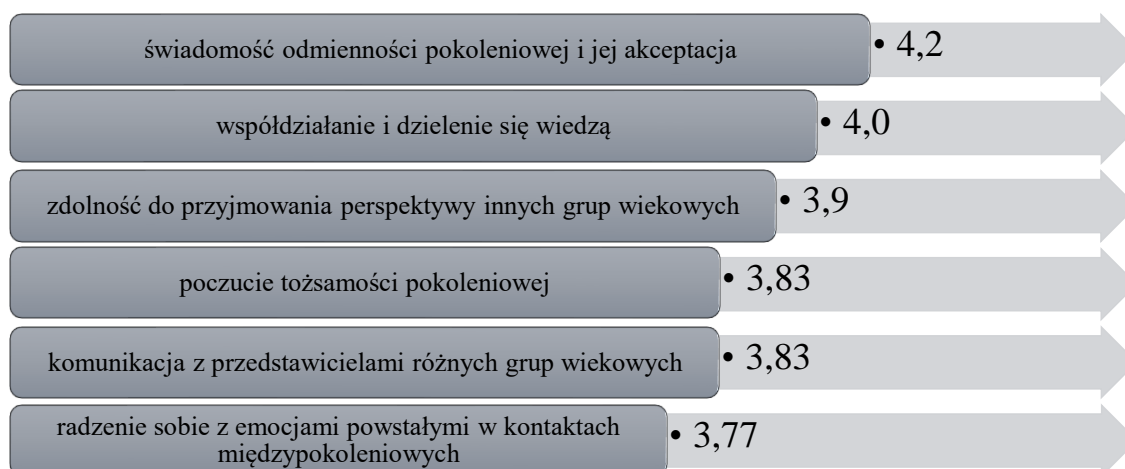 świadomość odmienności pokoleniowej i jej akceptacja
• 4,2
współdziałanie i dzielenie się wiedzą
• 4,0
zdolność do przyjmowania perspektywy innych grup wiekowych
• 3,9
poczucie tożsamości pokoleniowej
• 3,83
komunikacja z przedstawicielami różnych grup wiekowych
• 3,83
radzenie sobie z emocjami powstałymi w kontaktach
międzypokoleniowych
• 3,77